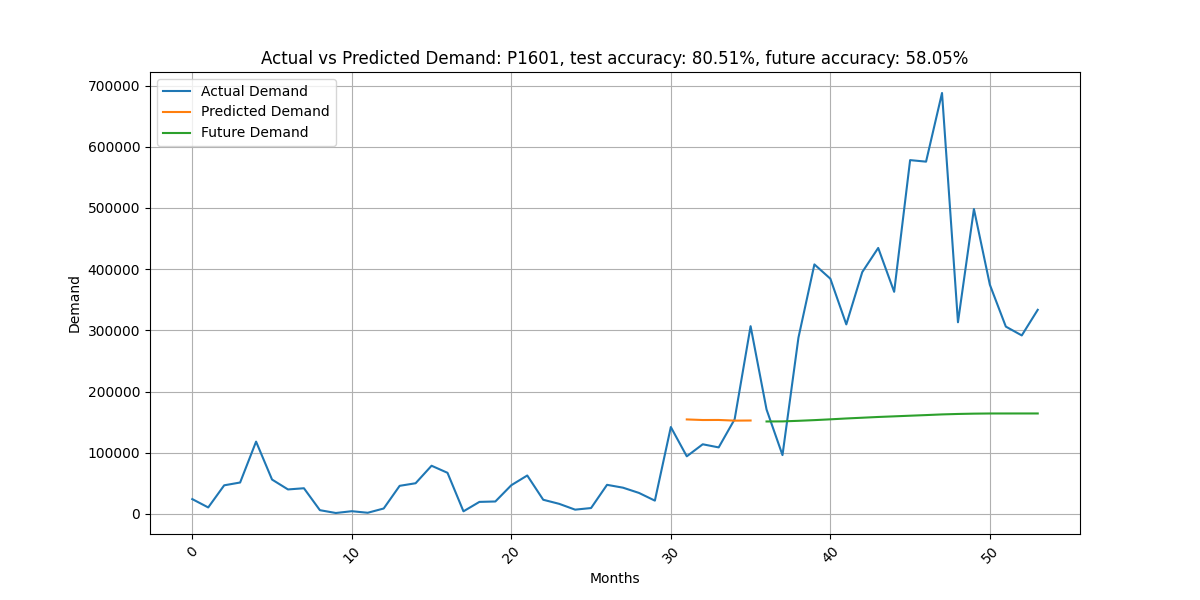 Actual vs Predicted Demand: P1601, test accuracy: 80.51%, future accuracy: 58.05%
Actual Demand
Predicted Demand
Future Demand
700000
600000
500000
400000
300000
200000
100000
0
Demand
0 10 20 30 40 50
Months